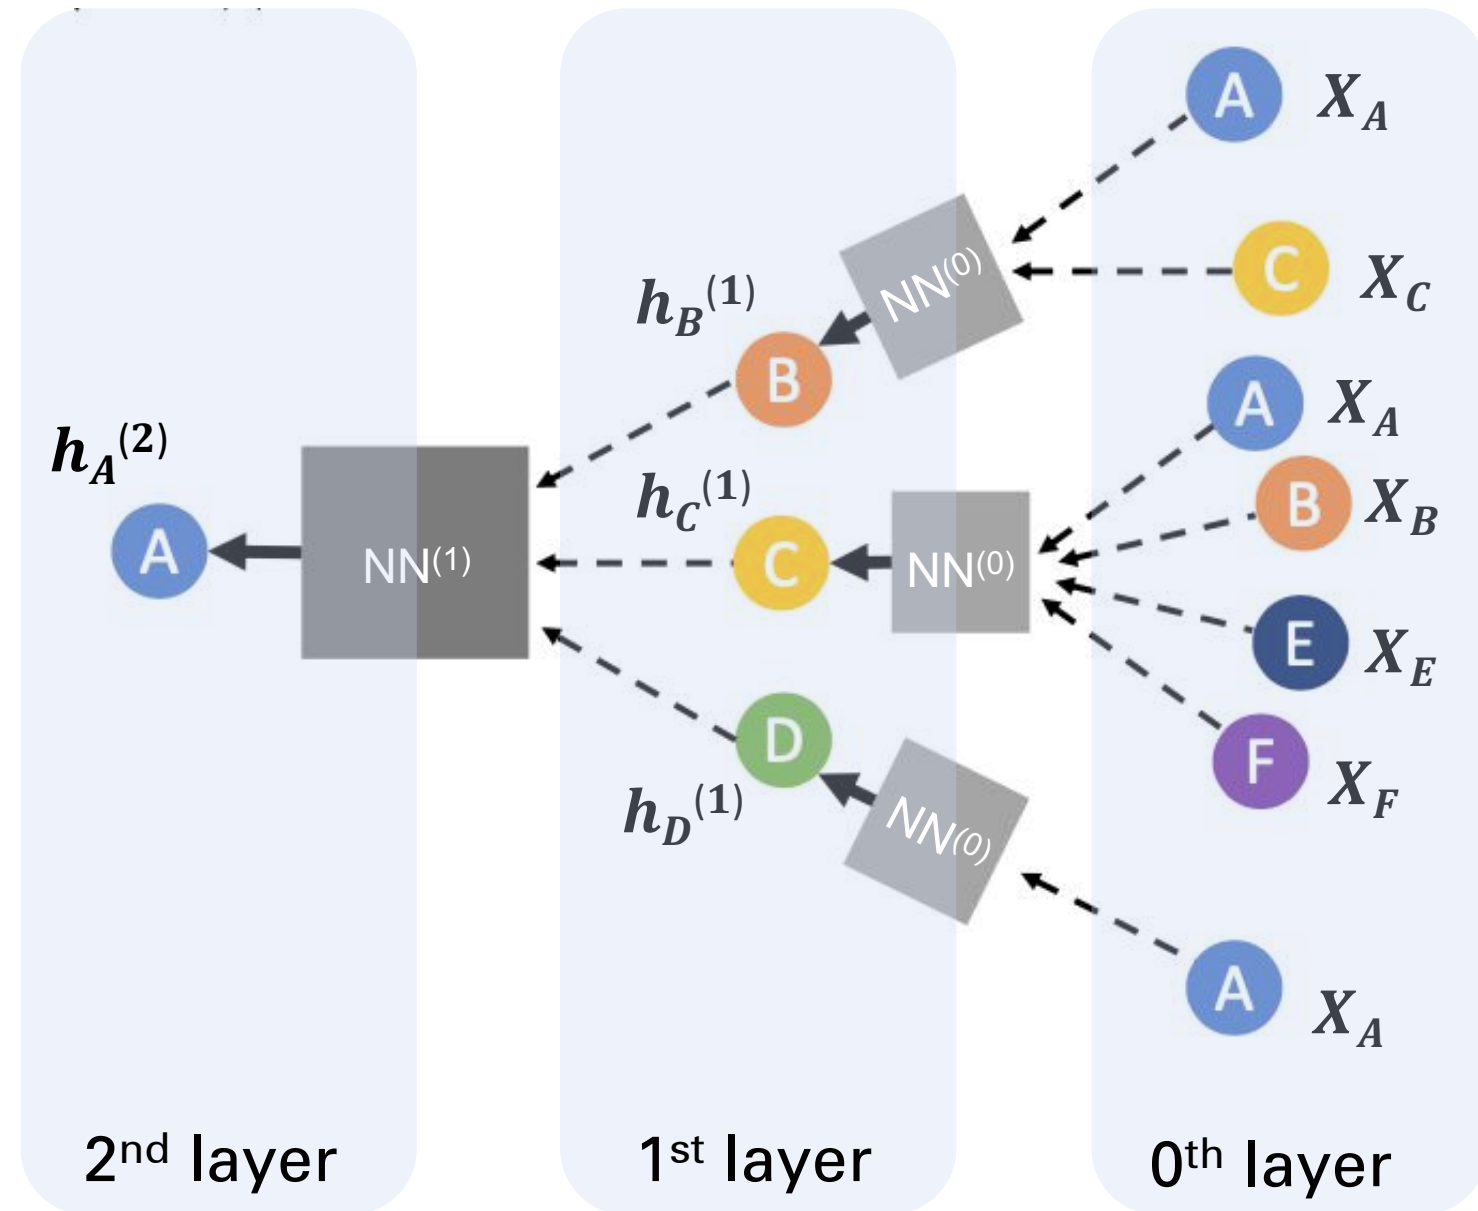 A X_A
C X_C
h_B^(1)
NN^(0)
B
A X_A
B X_B
h_A^(2)
h_C^(1)
A
NN^(1)
C
NN^(0)
E X_E
D
F X_F
h_D^(1)
NN^(0)
A X_A
2nd layer
1st layer
0th layer